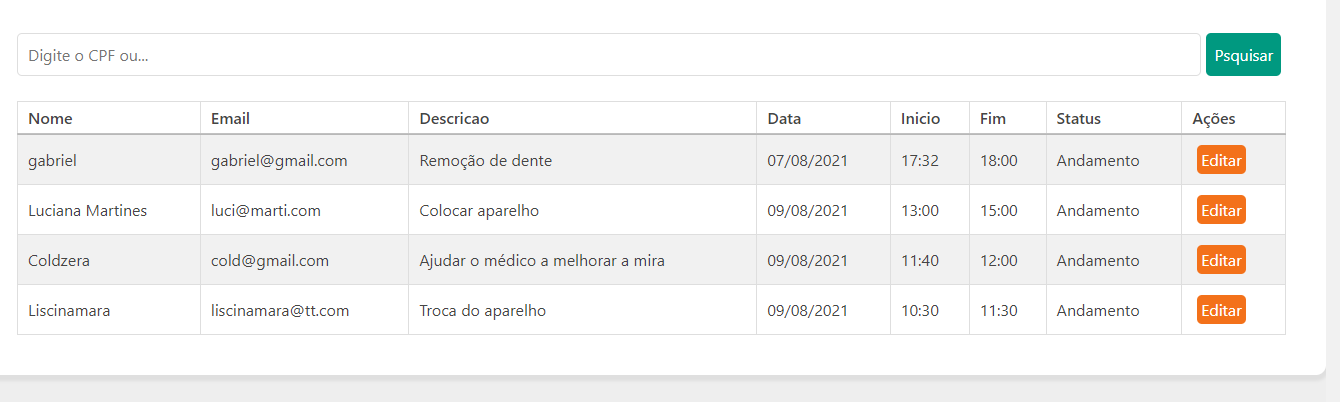 Digite o CPF ou... Psquisar
Nome Email Descricao Data Inicio Fim Status Ações
gabriel gabriel@gmail.com Remoção de dente 07/08/2021 17:32 18:00 Andamento Editar
Luciana Martines luci@marti.com Colocar aparelho 09/08/2021 13:00 15:00 Andamento Editar
Coldzera cold@gmail.com Ajudar o médico a melhorar a mira 09/08/2021 11:40 12:00 Andamento Editar
Liscinamara liscinamara@tt.com Troca do aparelho 09/08/2021 10:30 11:30 Andamento Editar